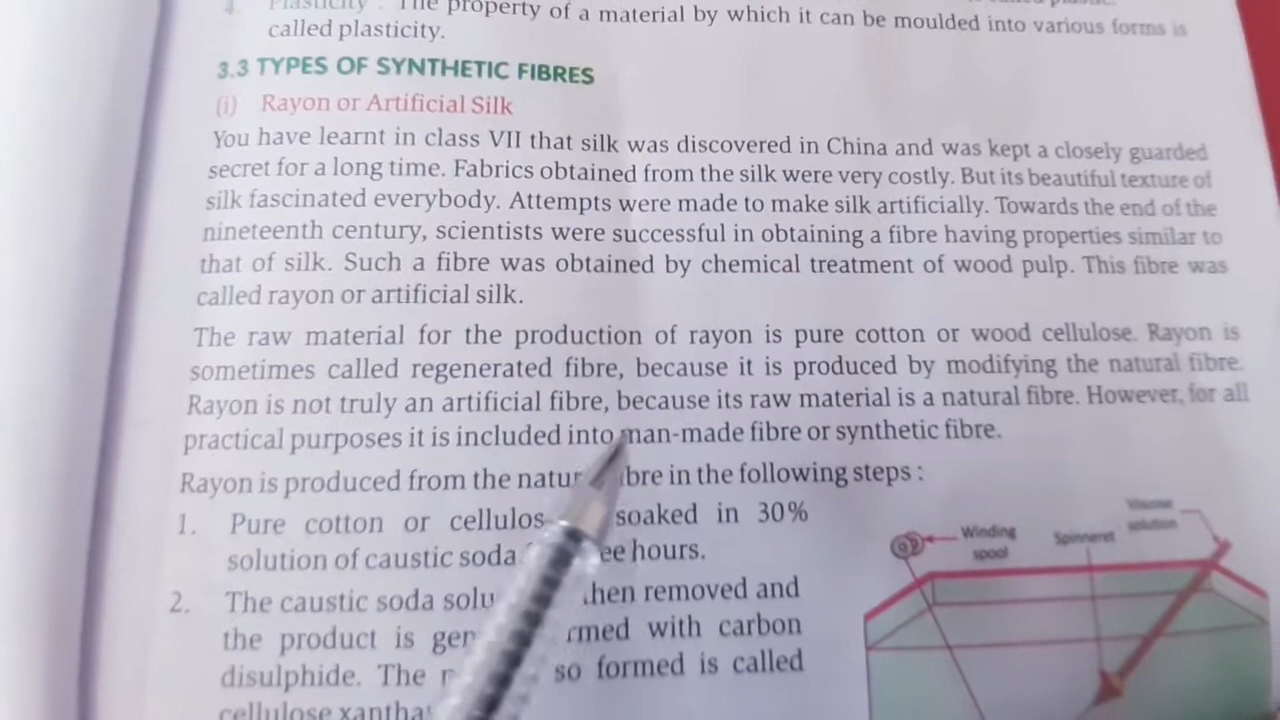 Plasticity : The property of a material by which it can be moulded into various forms is
called plasticity.
3.3 TYPES OF SYNTHETIC FIBRES
(i) Rayon or Artificial Silk
You have learnt in class VII that silk was discovered in China and was kept a closely guarded
secret for a long time. Fabrics obtained from the silk were very costly. But its beautiful texture of
silk fascinated everybody. Attempts were made to make silk artificially. Towards the end of the
nineteenth century, scientists were successful in obtaining a fibre having properties similar to
that of silk. Such a fibre was obtained by chemical treatment of wood pulp. This fibre was
called rayon or artificial silk.
The raw material for the production of rayon is pure cotton or wood cellulose. Rayon is
sometimes called regenerated fibre, because it is produced by modifying the natural fibre.
Rayon is not truly an artificial fibre, because its raw material is a natural fibre. However, for all
practical purposes it is included into man-made fibre or synthetic fibre.
Rayon is produced from the natur ibre in the following steps :
1. Pure cotton or cellulos soaked in 30%
solution of caustic soda ee hours.
2. The caustic soda solu hen removed and
the product is ger rmed with carbon
disulphide. The so formed is called
cellulose xantha
Winding
spool
Spinneret
Viscose
solution